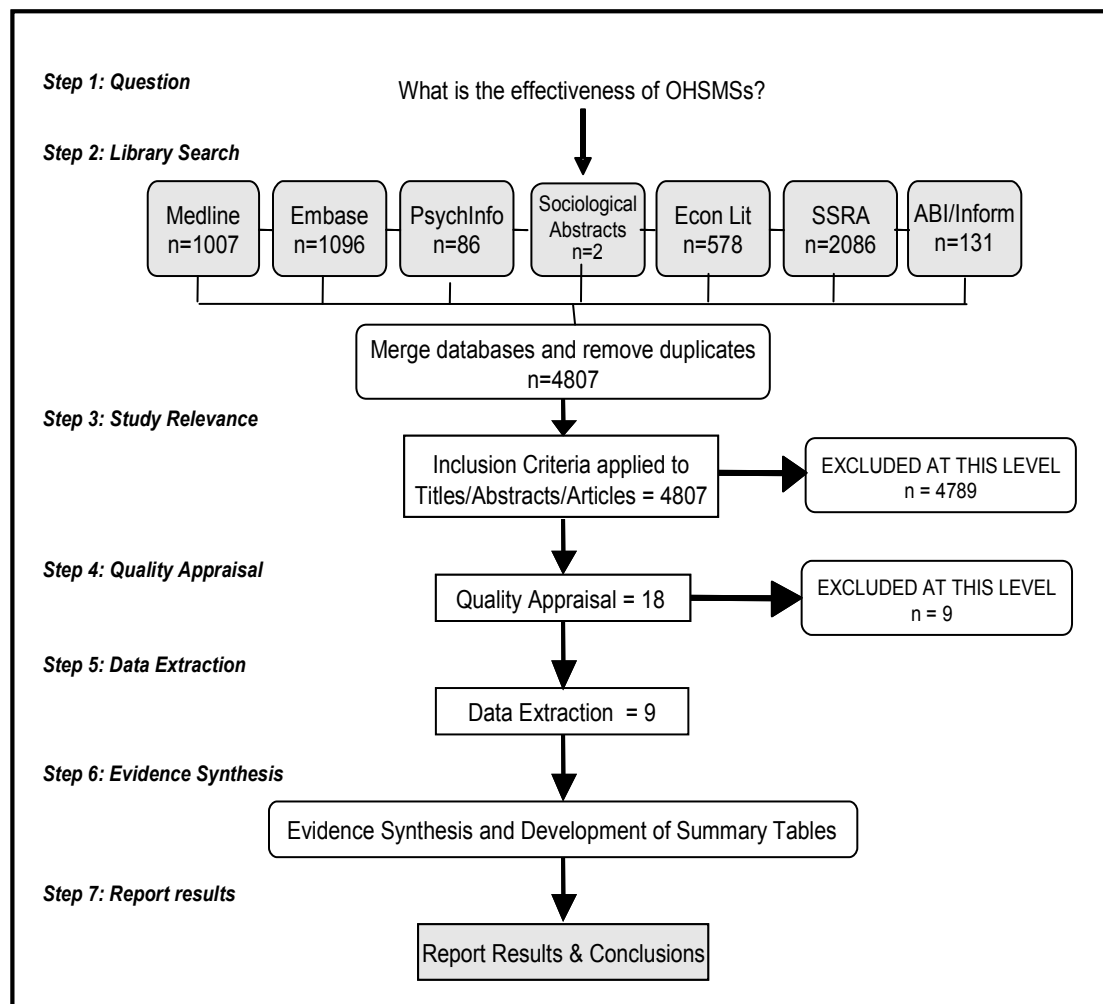 Step 1: Question
What is the effectiveness of OHSMSs?
Step 2: Library Search
Medline
n=1007
Embase
n=1096
PsychInfo
n=86
Sociological
Abstracts
n=2
Econ Lit
n=578
SSRA
n=2086
ABI/Inform
n=131
Merge databases and remove duplicates
n=4807
Step 3: Study Relevance
Inclusion Criteria applied to
Titles/Abstracts/Articles = 4807
EXCLUDED AT THIS LEVEL
n = 4789
Step 4: Quality Appraisal
Quality Appraisal = 18
EXCLUDED AT THIS LEVEL
n = 9
Step 5: Data Extraction
Data Extraction = 9
Step 6: Evidence Synthesis
Evidence Synthesis and Development of Summary Tables
Step 7: Report results
Report Results & Conclusions